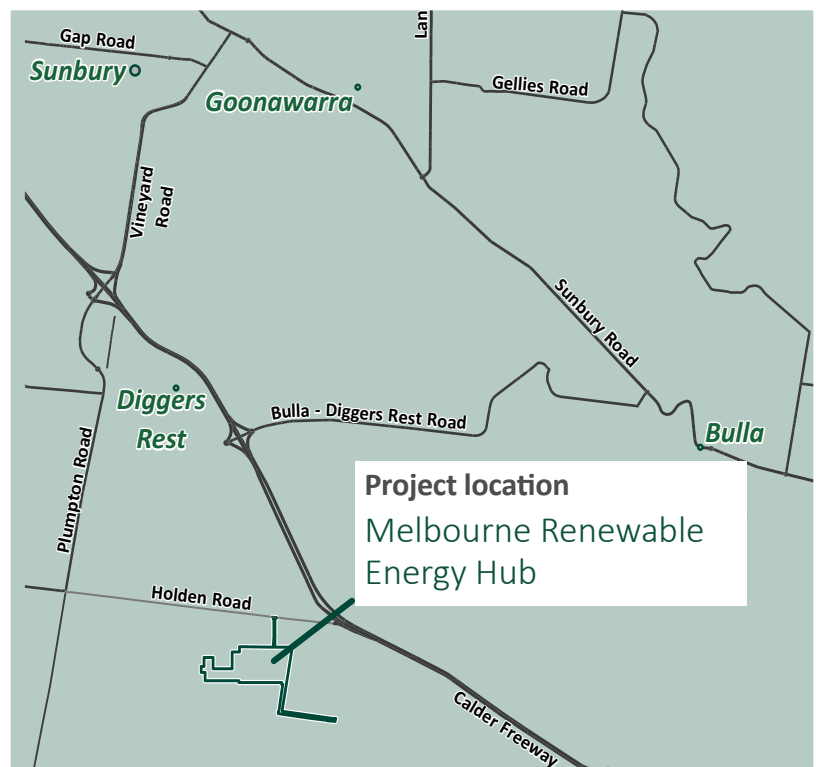 Lan
Gap Road
Sunbury
Goonawarra
Gellies Road
Vineyard
Road
Sunbury Road
Diggers
Rest
Bulla - Diggers Rest Road
Bulla
Plumpton Road
Project location
Melbourne Renewable
Energy Hub
Holden Road
Calder Freeway